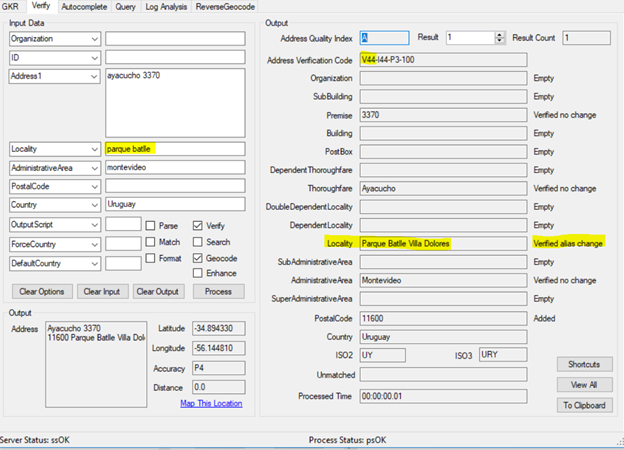 GKR Verify Autocomplete Query Log Analysis ReverseGeocode
Input Data
Organization
ID
Address1 ayacucho 3370
Locality parque batlle
AdministrativeArea montevideo
PostalCode
Country Uruguay
OutputScript Parse Verify
ForceCountry Match Search
DefaultCountry Format Geocode
Enhance
Clear Options Clear Input Clear Output Process
Output
Address Ayacucho 3370
11600 Parque Batlle Villa Dol
Latitude -34.894330
Longitude -56.144810
Accuracy P4
Distance 0.0
Map This Location
Output
Address Quality Index A Result 1 Result Count 1
Address Verification Code V44-I44-P3-100
Organization Empty
SubBuilding Empty
Premise 3370 Verified no change
Building Empty
PostBox Empty
DependentThoroughfare Empty
Thoroughfare Ayacucho Verified no change
DoubleDependentLocality Empty
DependentLocality Empty
Locality Parque Batlle Villa Dolores Verified alias change
SubAdministrativeArea Empty
AdministrativeArea Montevideo Verified no change
SuperAdministrativeArea Empty
PostalCode 11600 Added
Country Uruguay
ISO2 UY ISO3 URY
Unmatched
Processed Time 00:00:00.01
Shortcuts
View All
To Clipboard
Server Status: ssOK Process Status: psOK